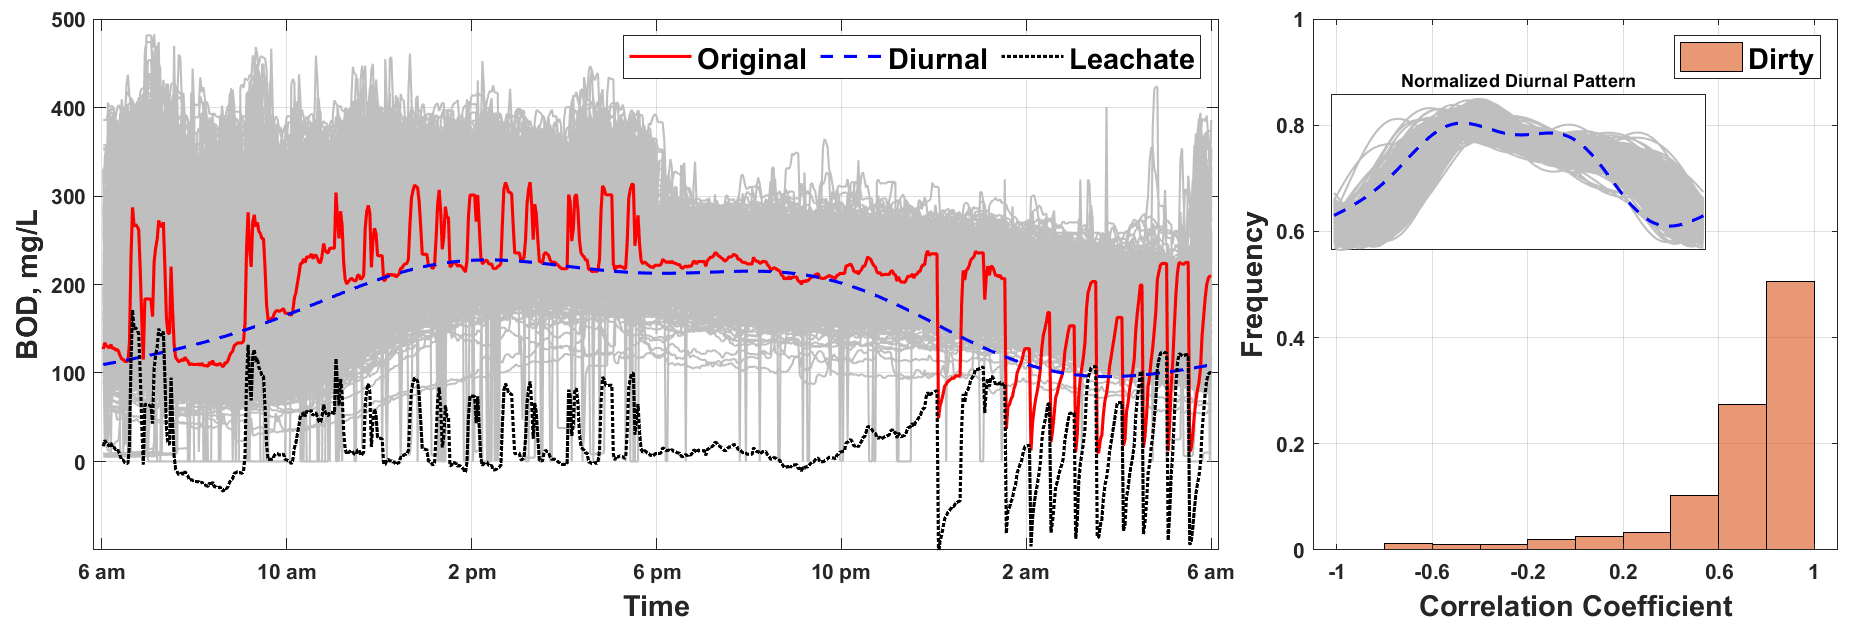 500
400
300
200
100
0
BOD, mg/L
Original Diurnal Leachate
6 am 10 am 2 pm 6 pm 10 pm 2 am 6 am
Time
1
0.8
0.6
0.4
0.2
0
Frequency
Dirty
Normalized Diurnal Pattern
-1 -0.6 -0.2 0.2 0.6 1
Correlation Coefficient